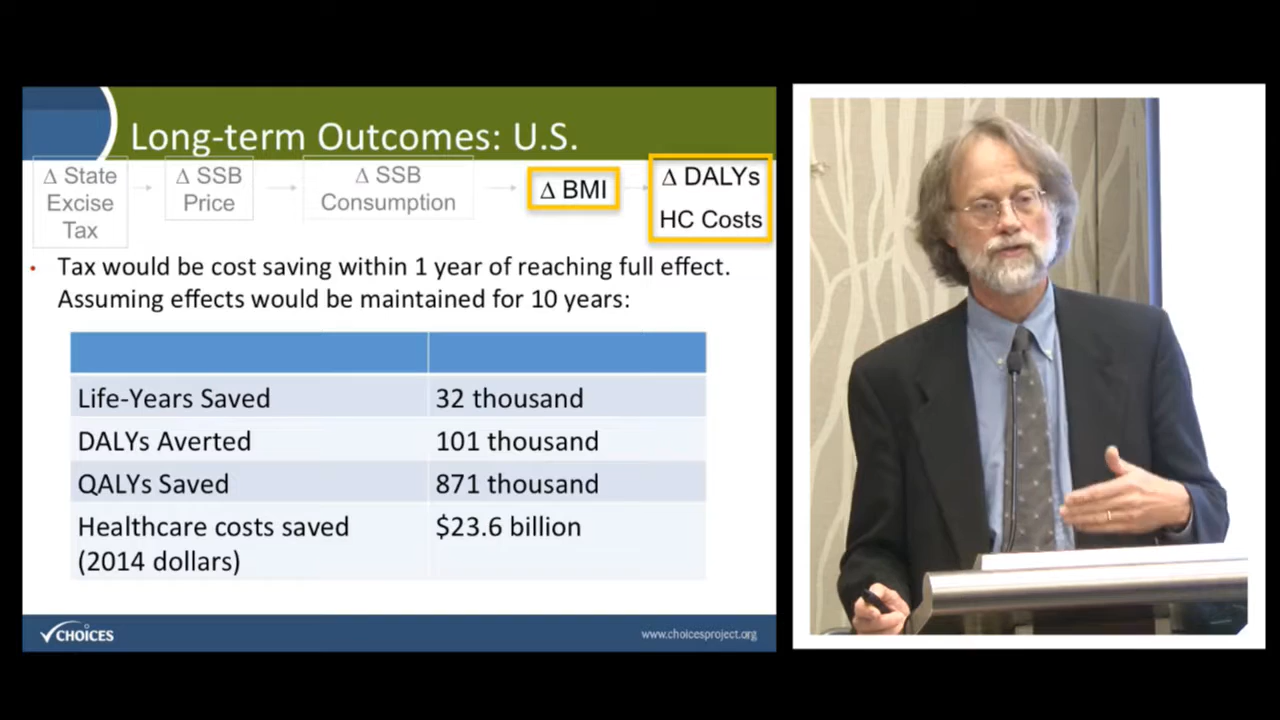 Long-term Outcomes: U.S.
Δ State
Excise
Tax
Δ SSB
Price
Δ SSB
Consumption
Δ BMI
Δ DALYs
HC Costs
• Tax would be cost saving within 1 year of reaching full effect.
Assuming effects would be maintained for 10 years:
Life-Years Saved 32 thousand
DALYs Averted 101 thousand
QALYs Saved 871 thousand
Healthcare costs saved $23.6 billion
(2014 dollars)
CHOICES
www.choicesproject.org